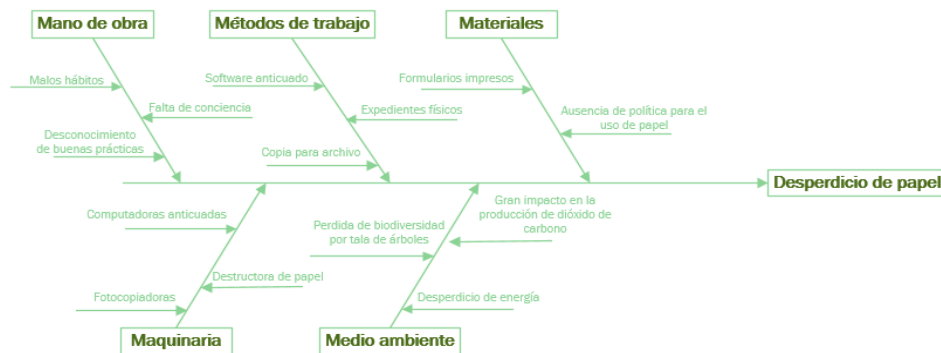 Mano de obra
Métodos de trabajo
Materiales
Malos hábitos
Falta de conciencia
Desconocimiento
de buenas prácticas
Software anticuado
Expedientes físicos
Copia para archivo
Formularios impresos
Ausencia de política para el
uso de papel
Desperdicio de papel
Computadoras anticuadas
Destructora de papel
Fotocopiadoras
Perdida de biodiversidad
por tala de árboles
Gran impacto en la
producción de dióxido de
carbono
Desperdicio de energía
Maquinaria
Medio ambiente